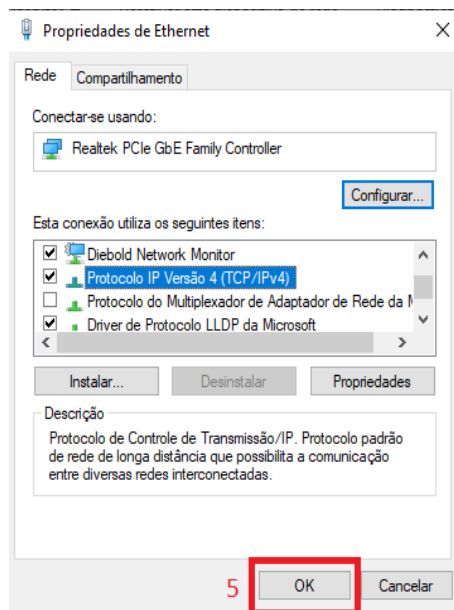 Propriedades de Ethernet
Rede Compartilhamento
Conectar-se usando:
Realtek PCIe GbE Family Controller
Configurar...
Esta conexão utiliza os seguintes itens:
Diebold Network Monitor
Protocolo IP Versão 4 (TCP/IPv4)
Protocolo do Multiplexador de Adaptador de Rede da
Driver de Protocolo LLDP da Microsoft
Instalar... Desinstalar Propriedades
Descrição
Protocolo de Controle de Transmissão/IP. Protocolo padrão
de rede de longa distância que possibilita a comunicação
entre diversas redes interconectadas.
5 OK Cancelar